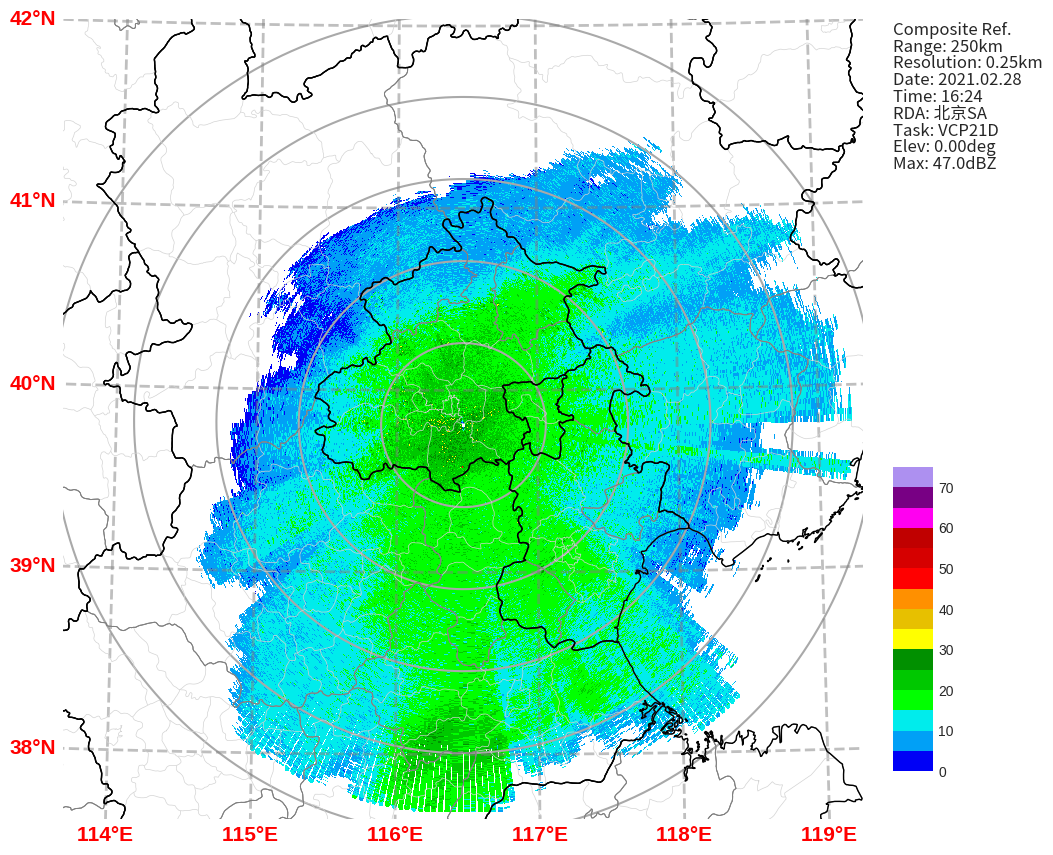 42°N
41°N
40°N
39°N
38°N
114°E 115°E 116°E 117°E 118°E 119°E
Composite Ref.
Range: 250km
Resolution: 0.25km
Date: 2021.02.28
Time: 16:24
RDA: 北京SA
Task: VCP21D
Elev: 0.00deg
Max: 47.0dBZ
70
60
50
40
30
20
10
0